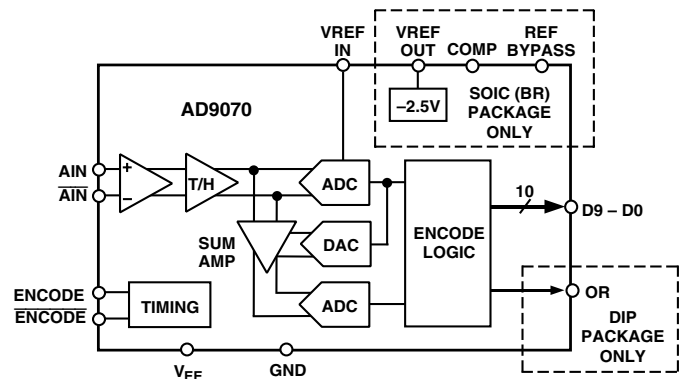 VREF
IN
VREF
OUT
COMP
REF
BYPASS
AD9070
–2.5V
SOIC (BR)
PACKAGE
ONLY
AIN
AIN
+
–
T/H
ADC
10
D9 – D0
SUM
AMP
DAC
ENCODE
LOGIC
ENCODE
ENCODE
TIMING
ADC
OR
DIP
PACKAGE
ONLY
VEE
GND